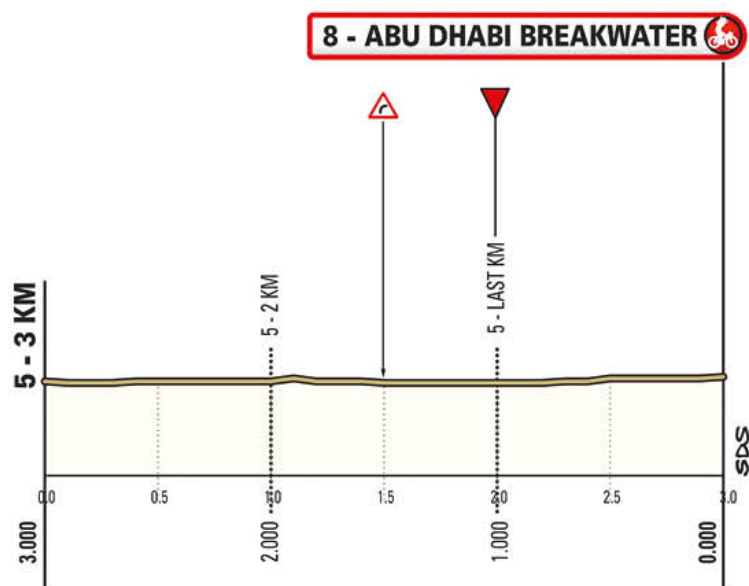 8 - ABU DHABI BREAKWATER
5 - 3 KM
5 - 2 KM
5 - LAST KM
SDS
0.0
0.5
1.0
1.5
2.0
2.5
3.0
3.000
2.000
1.000
0.000